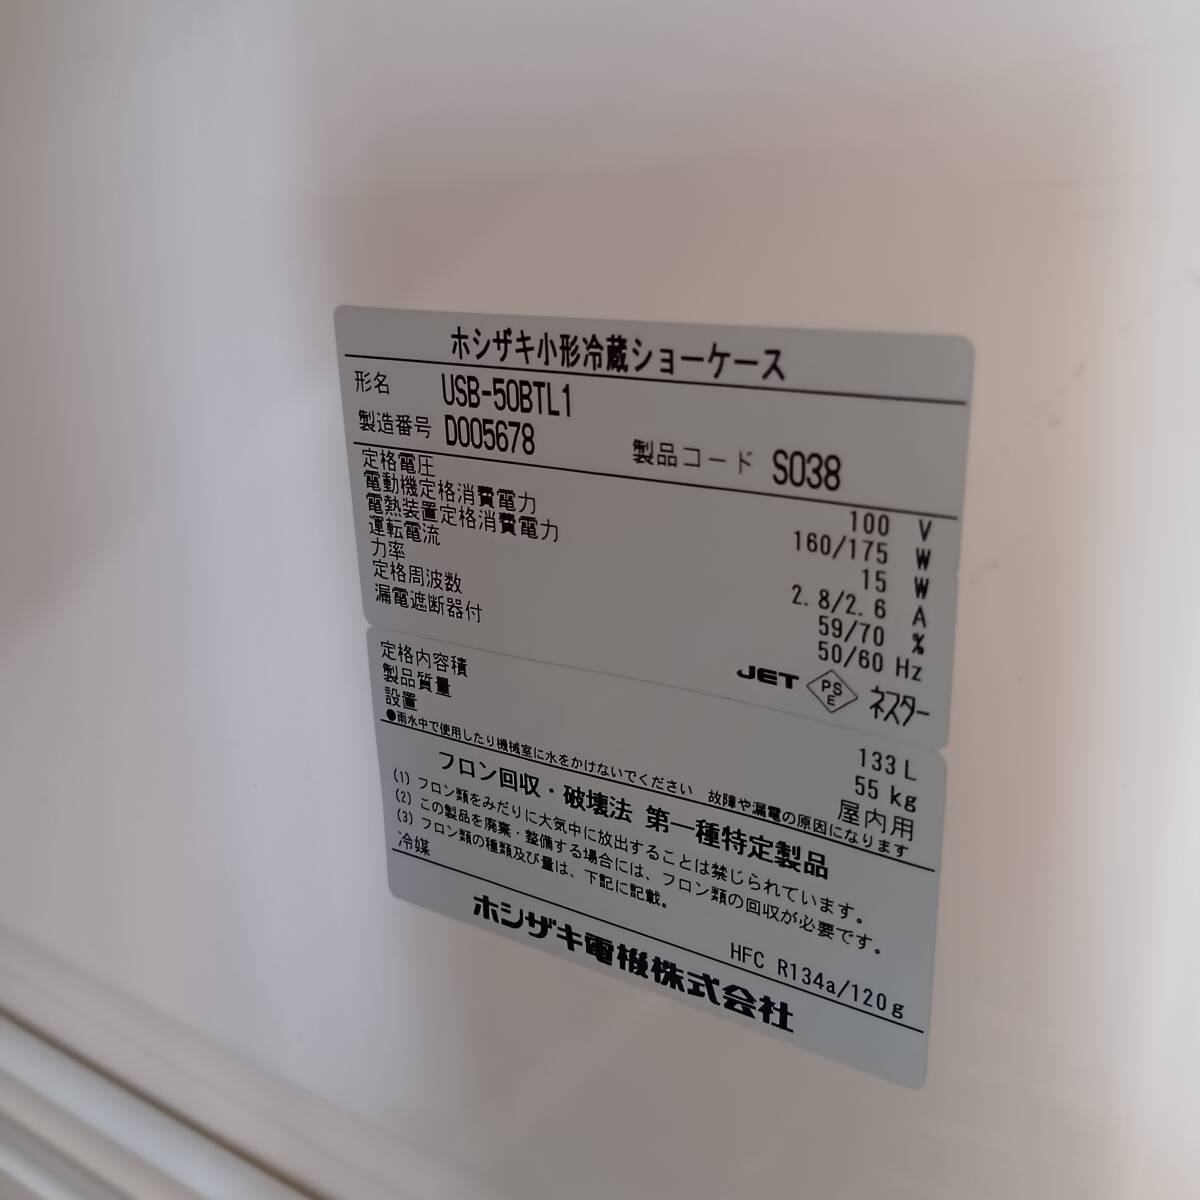 ホシザキ小形冷蔵ショーケース
形名 USB-50BTL1
製造番号 D005678 製品コード S038
定格電圧 100 V
電動機定格消費電力 160/175 W
電熱装置定格消費電力 15 W
運転電流 2.8/2.6 A
力率 59/70 %
定格周波数 50/60 Hz
漏電遮断器付 JET PSE ネスター
定格内容積 133 L
製品質量 55 kg
設置 屋内用
●雨水中で使用したり機械室に水をかけないでください 故障や漏電の原因になります
フロン回収・破壊法 第一種特定製品
(1) フロン類をみだりに大気中に放出することは禁じられています。
(2) この製品を廃棄・整備する場合には、フロン類の回収が必要です。
(3) フロン類の種類及び量は、下記に記載。
冷媒 HFC R134a/120g
ホシザキ電機株式会社